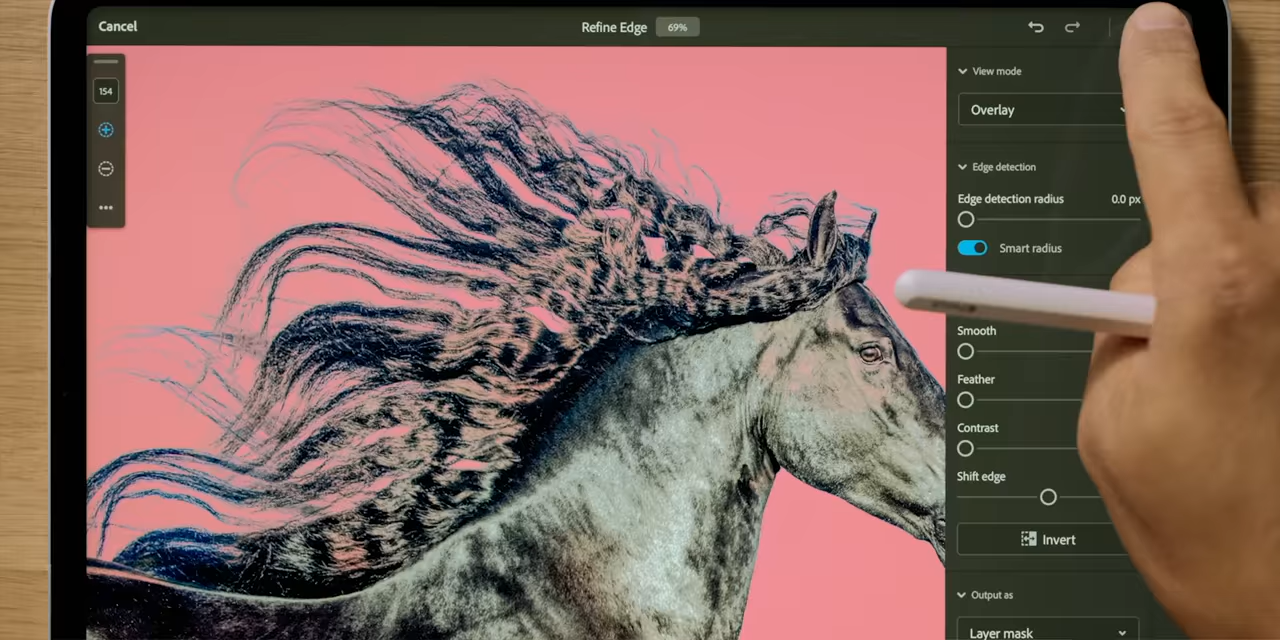 Cancel
Refine Edge 69%
View mode
154
Overlay
Edge detection
Edge detection radius 0.0 px
Smart radius
Smooth
Feather
Contrast
Shift edge
Invert
Output as
Layer mask